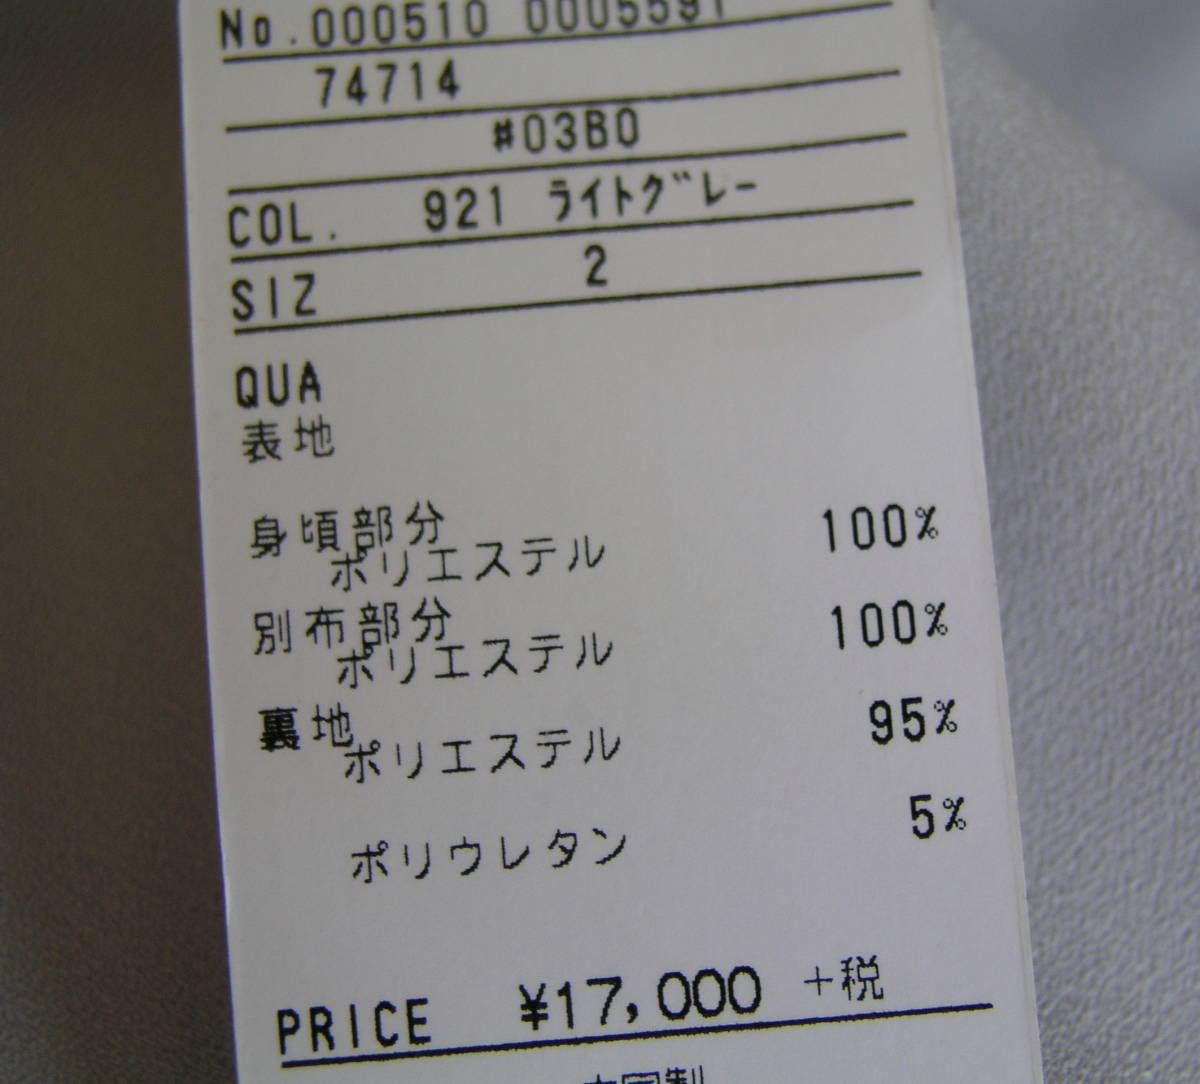 No.000510 0005591
74714
#03B0
COL. 921 ライトグレー
SIZ 2
QUA
表地
身頃部分
ポリエステル 100%
別布部分
ポリエステル 100%
裏地
ポリエステル 95%
ポリウレタン 5%
PRICE ¥17,000 +税